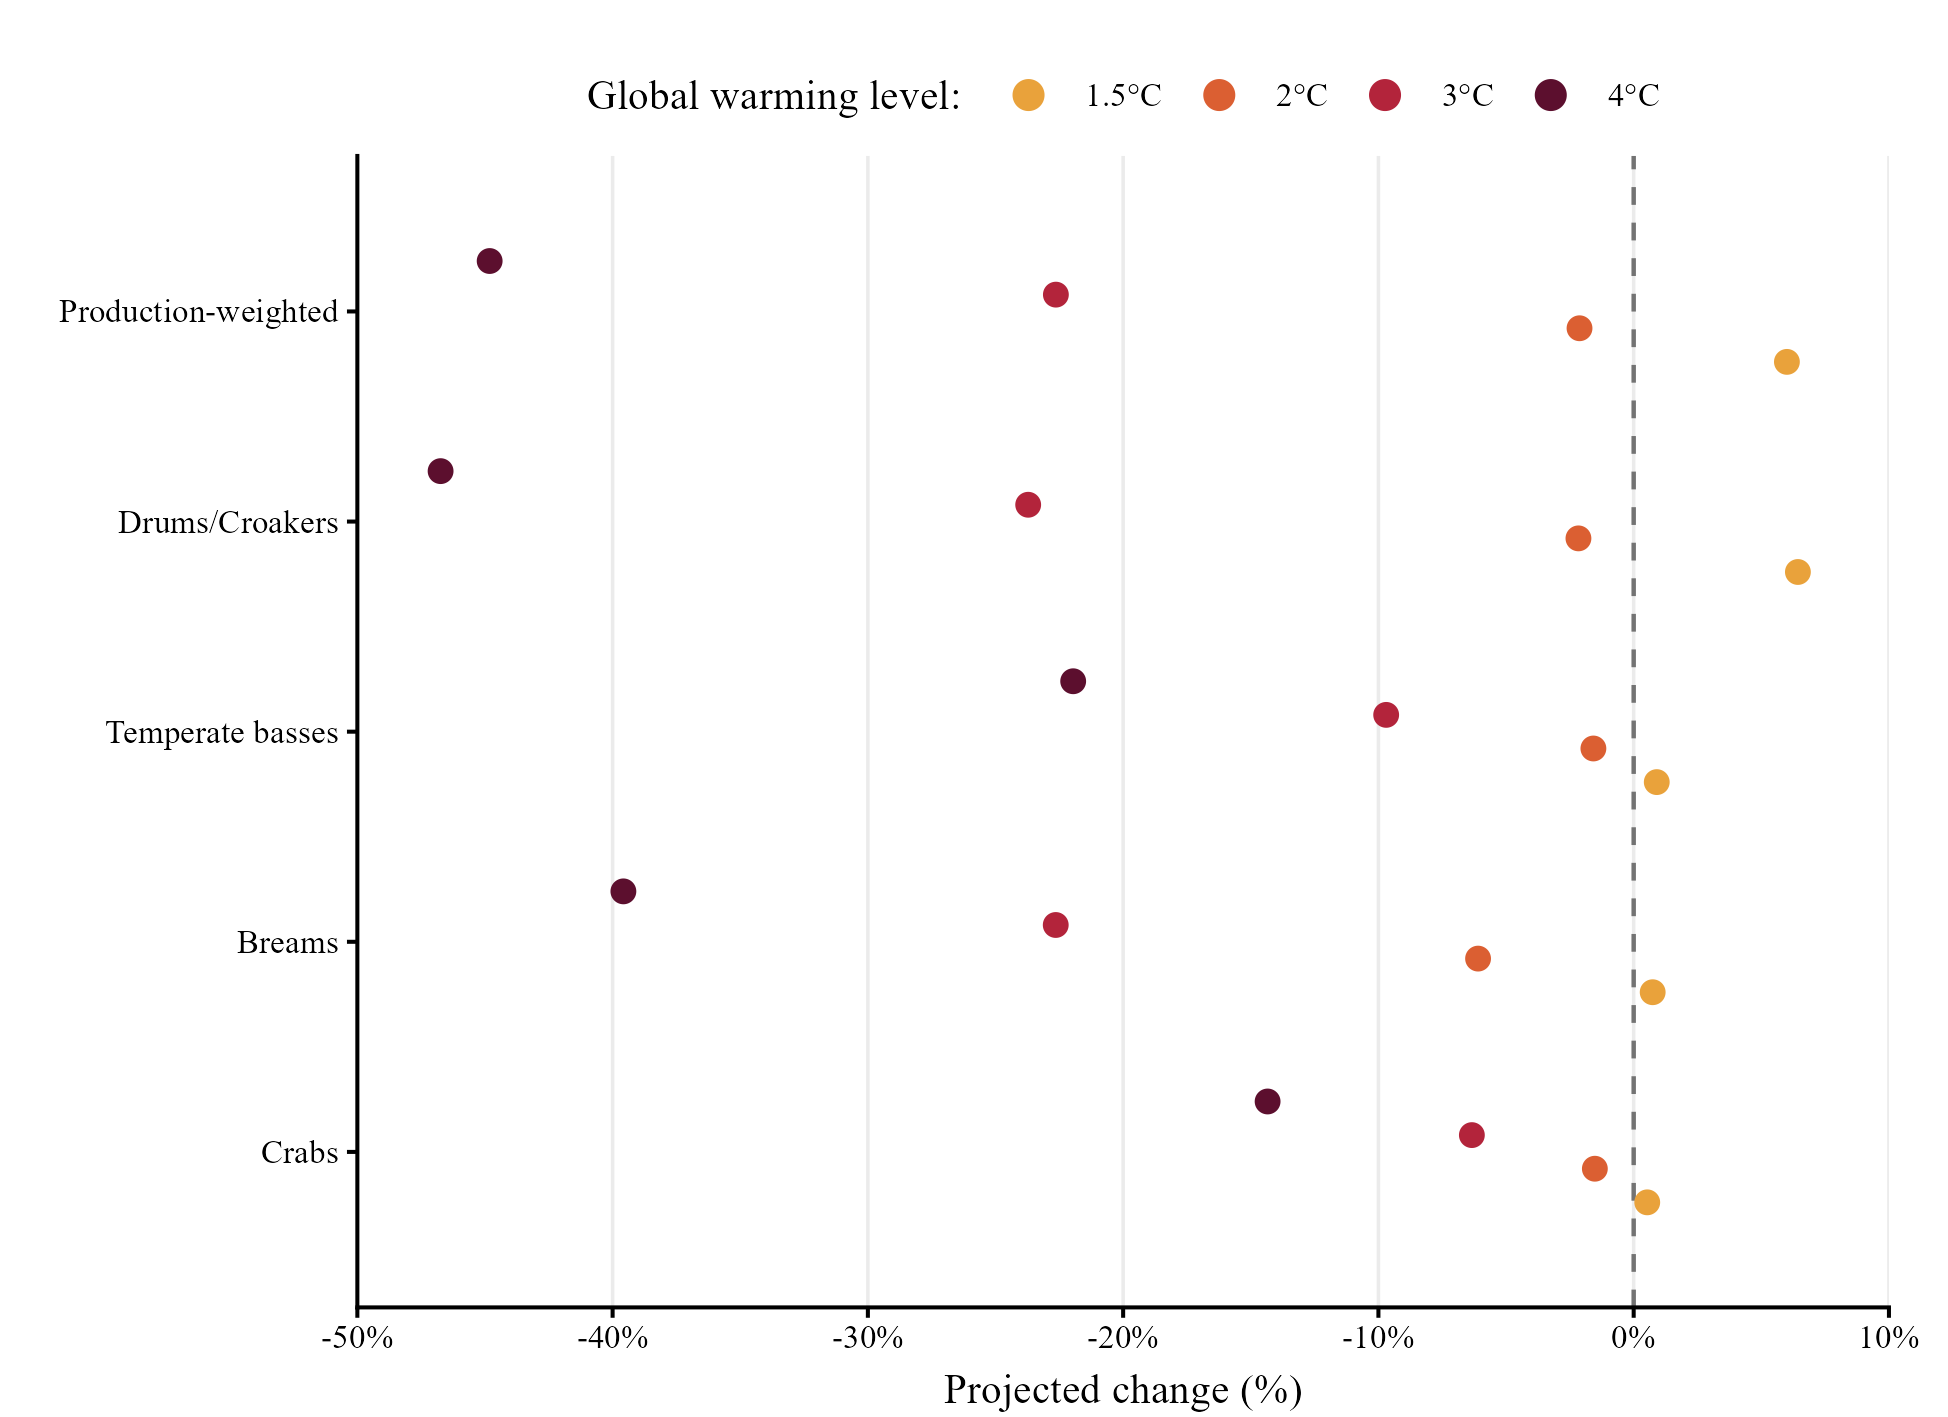 Global warming level: 1.5°C 2°C 3°C 4°C
Production-weighted
Drums/Croakers
Temperate basses
Breams
Crabs
-50% -40% -30% -20% -10% 0% 10%
Projected change (%)